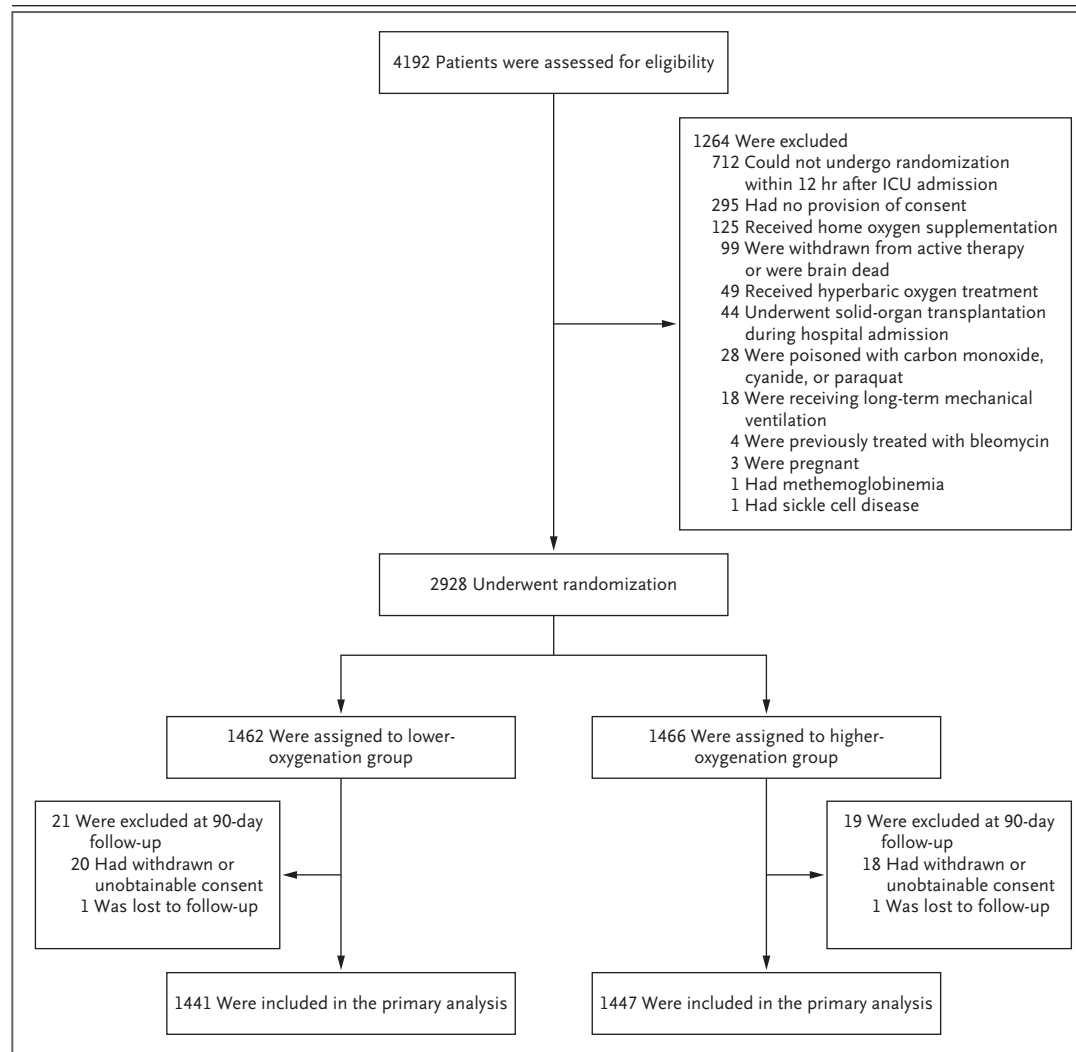 4192 Patients were assessed for eligibility
1264 Were excluded
712 Could not undergo randomization
within 12 hr after ICU admission
295 Had no provision of consent
125 Received home oxygen supplementation
99 Were withdrawn from active therapy
or were brain dead
49 Received hyperbaric oxygen treatment
44 Underwent solid-organ transplantation
during hospital admission
28 Were poisoned with carbon monoxide,
cyanide, or paraquat
18 Were receiving long-term mechanical
ventilation
4 Were previously treated with bleomycin
3 Were pregnant
1 Had methemoglobinemia
1 Had sickle cell disease
2928 Underwent randomization
1462 Were assigned to lower-
oxygenation group
1466 Were assigned to higher-
oxygenation group
21 Were excluded at 90-day
follow-up
20 Had withdrawn or
unobtainable consent
1 Was lost to follow-up
19 Were excluded at 90-day
follow-up
18 Had withdrawn or
unobtainable consent
1 Was lost to follow-up
1441 Were included in the primary analysis
1447 Were included in the primary analysis